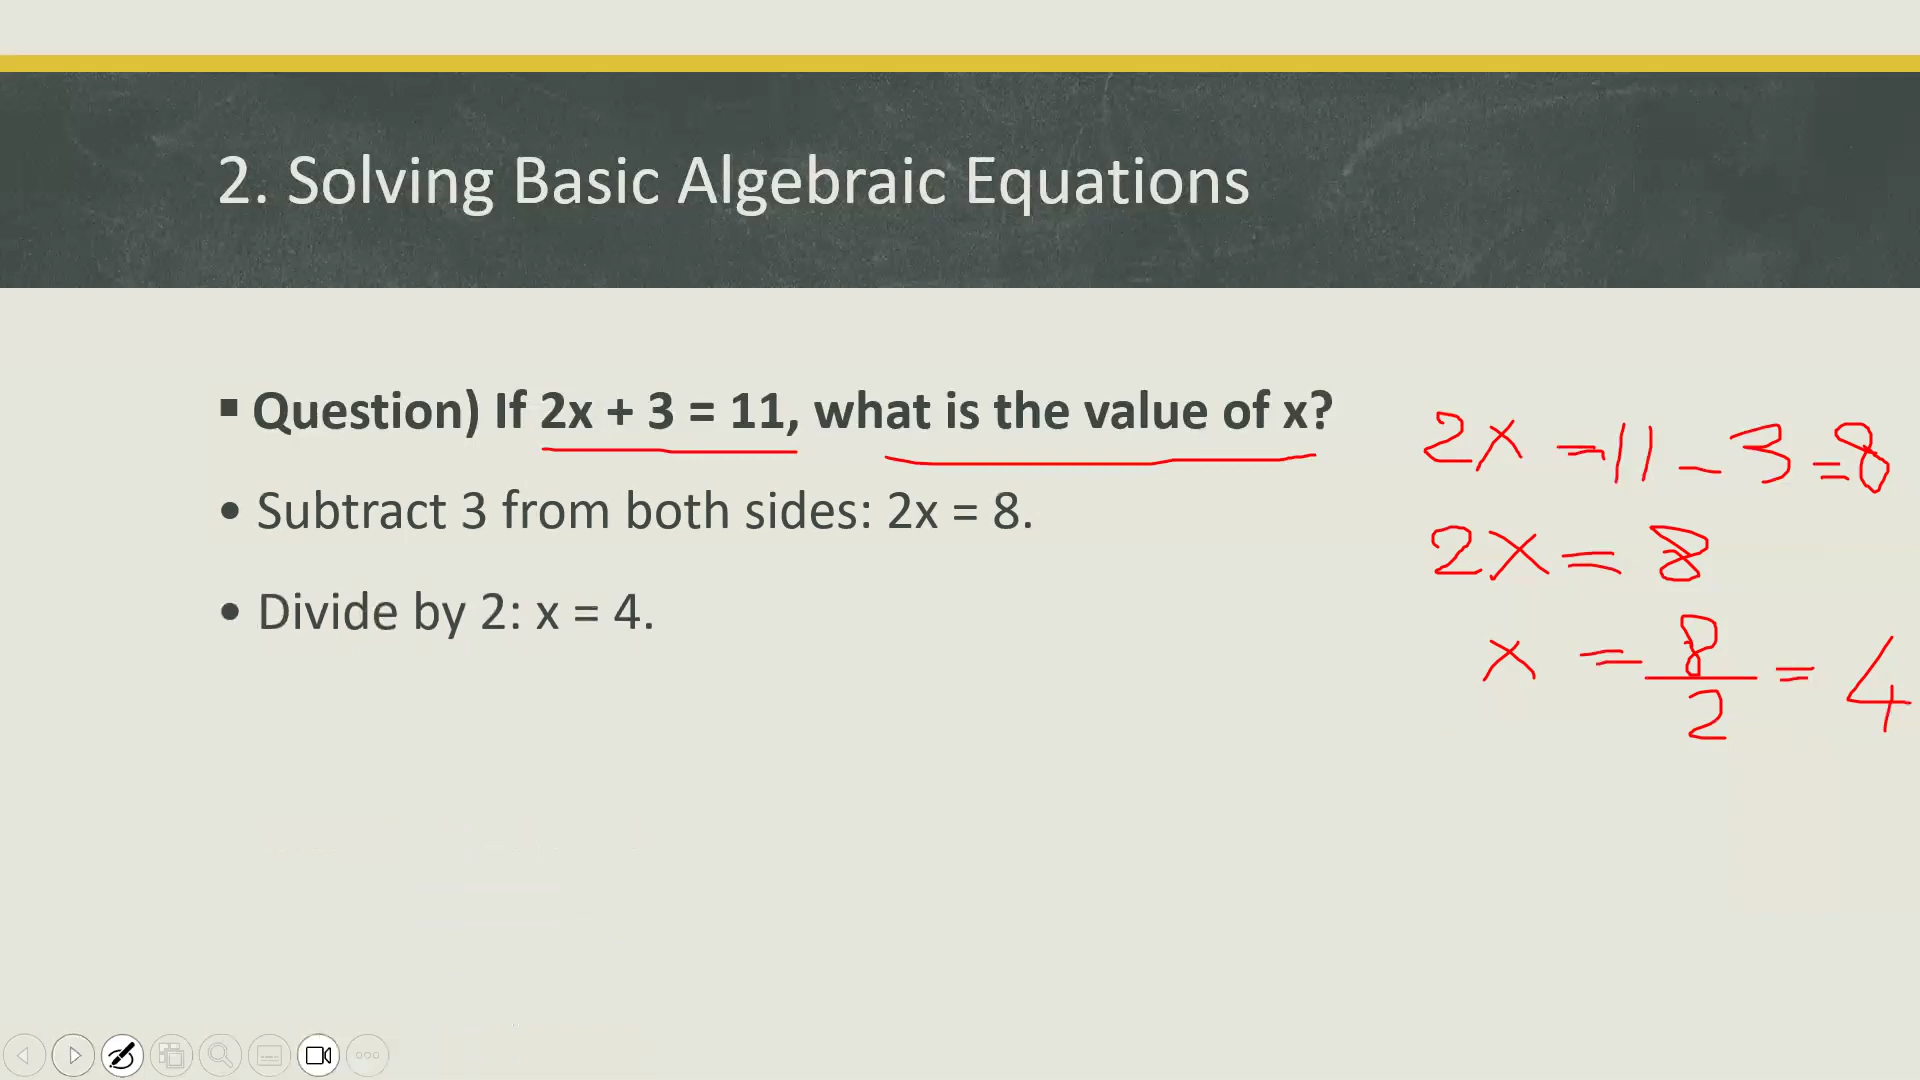 2. Solving Basic Algebraic Equations
▪ Question) If 2x + 3 = 11, what is the value of x?
• Subtract 3 from both sides: 2x = 8.
• Divide by 2: x = 4.
2x = 11 - 3 = 8
2x = 8
x = 8/2 = 4